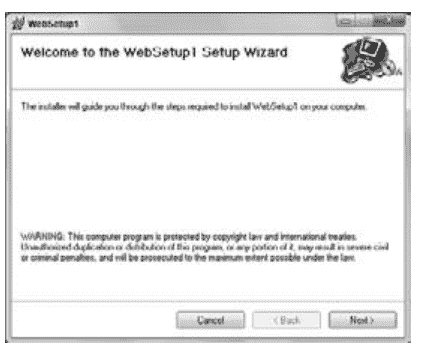 WebSetup1
Welcome to the WebSetup1 Setup Wizard
The installer will guide you through the steps required to install WebSetup1 on your computer.
WARNING: This computer program is protected by copyright law and international treaties.
Unauthorized duplication or distribution of this program, or any portion of it, may result in severe civil
or criminal penalties, and will be prosecuted to the maximum extent possible under the law.
Cancel
< Back
Next >